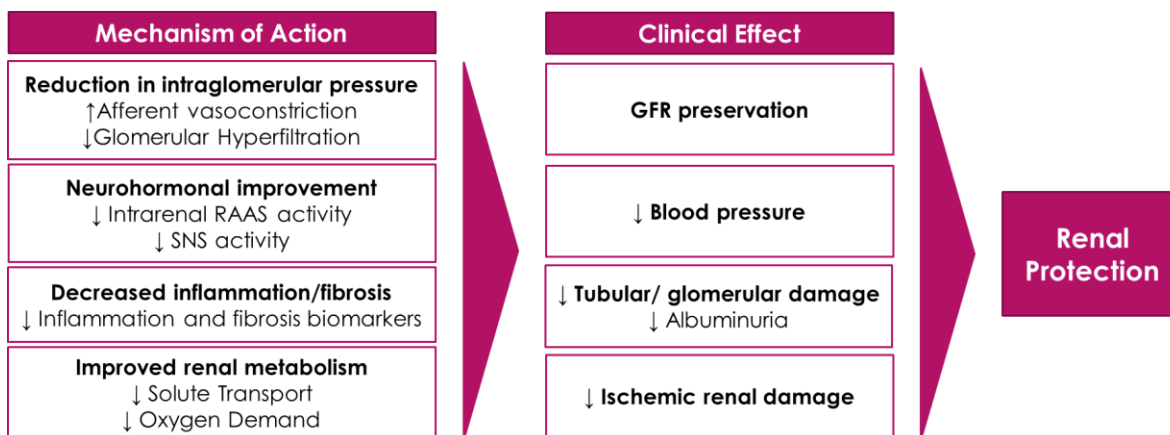 Mechanism of Action
Reduction in intraglomerular pressure
↑Afferent vasoconstriction
↓Glomerular Hyperfiltration
Neurohormonal improvement
↓ Intrarenal RAAS activity
↓ SNS activity
Decreased inflammation/fibrosis
↓ Inflammation and fibrosis biomarkers
Improved renal metabolism
↓ Solute Transport
↓ Oxygen Demand
Clinical Effect
GFR preservation
↓ Blood pressure
↓ Tubular/ glomerular damage
↓ Albuminuria
↓ Ischemic renal damage
Renal
Protection